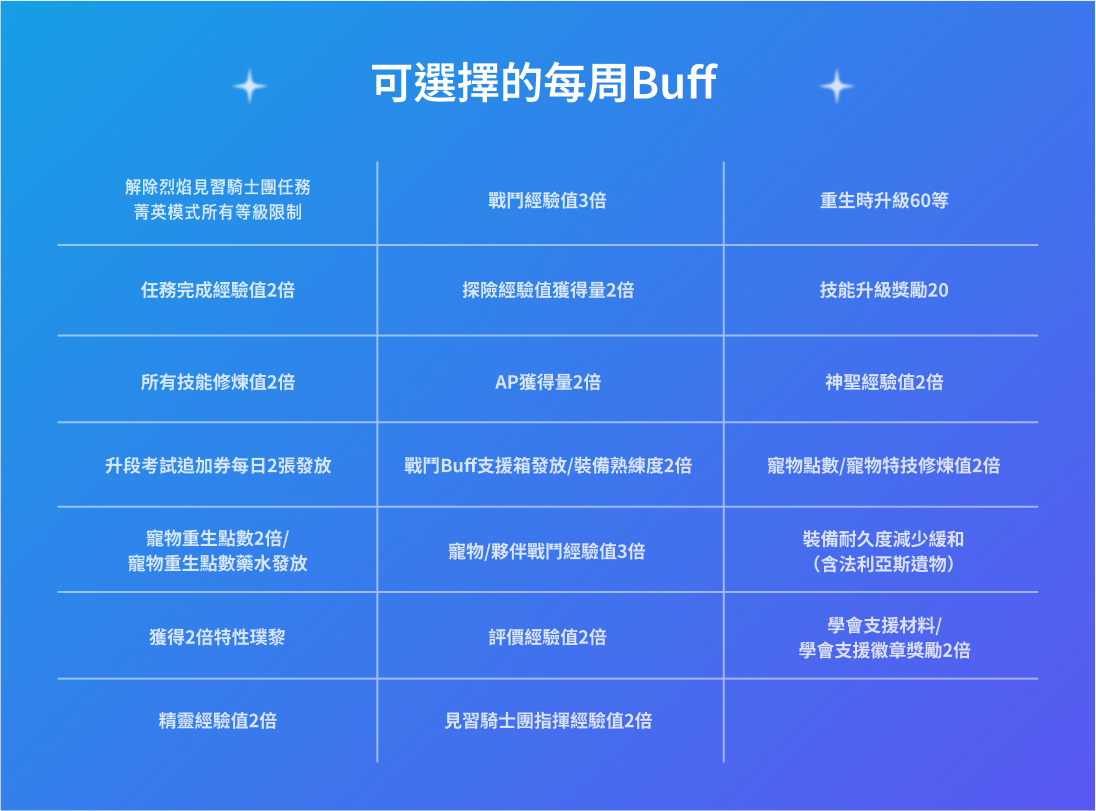 可選擇的每周Buff
解除烈焰見習騎士團任務
菁英模式所有等級限制
戰鬥經驗值3倍
重生時升級60等
任務完成經驗值2倍
探險經驗值獲得量2倍
技能升級獎勵20
所有技能修煉值2倍
AP獲得量2倍
神聖經驗值2倍
升段考試追加券每日2張發放
戰鬥Buff支援箱發放/裝備熟練度2倍
寵物點數/寵物特技修煉值2倍
寵物重生點數2倍/
寵物重生點數藥水發放
寵物/夥伴戰鬥經驗值3倍
裝備耐久度減少緩和
（含法利亞斯遺物）
獲得2倍特性璞黎
評價經驗值2倍
學會支援材料/
學會支援徽章獎勵2倍
精靈經驗值2倍
見習騎士團指揮經驗值2倍